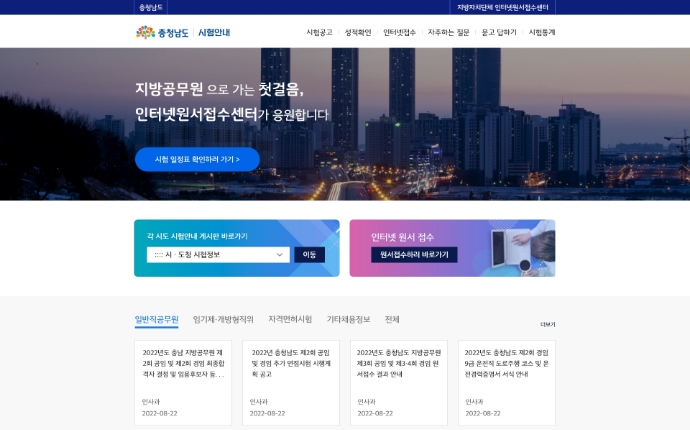 충청남도
지방자치단체 인터넷원서접수센터
충청남도 시험안내
시험공고 성적확인 인터넷접수 자주하는 질문 묻고 답하기 시험통계
지방공무원 으로 가는 첫걸음,
인터넷원서접수센터가 응원합니다
시험 일정표 확인하러 가기 >
각 시도 시험안내 게시판 바로가기
::::: 시 · 도청 시험정보
이동
인터넷 원서 접수
원서접수하러 바로가기
일반직공무원 임기제·개방형직위 자격면허시험 기타채용정보 전체
더보기
2022년도 충남 지방공무원 제
2회 공임 및 제2회 경임 최종합
격자 결정 및 임용후보자 등...
인사과
2022-08-22
2022년 충청남도 제2회 공임
및 경임 추가 면접시험 시행계
획 공고
인사과
2022-08-22
2022년도 충청남도 지방공무원
제3회 공임 및 제3·4회 경임 원
서접수 결과 안내
인사과
2022-08-22
2022년도 충청남도 제2회 경임
9급 운전직 도로주행 코스 및 운
전경력증명서 서식 안내
인사과
2022-08-22